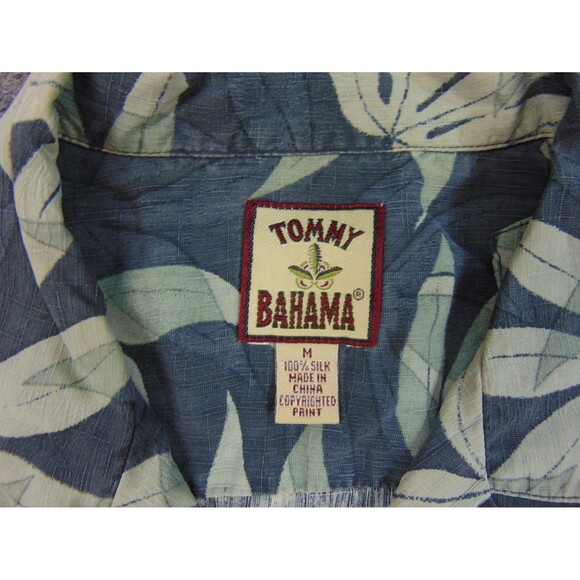 TOMMY
BAHAMA®
M
100% SILK
MADE IN
CHINA
COPYRIGHTED
PRINT